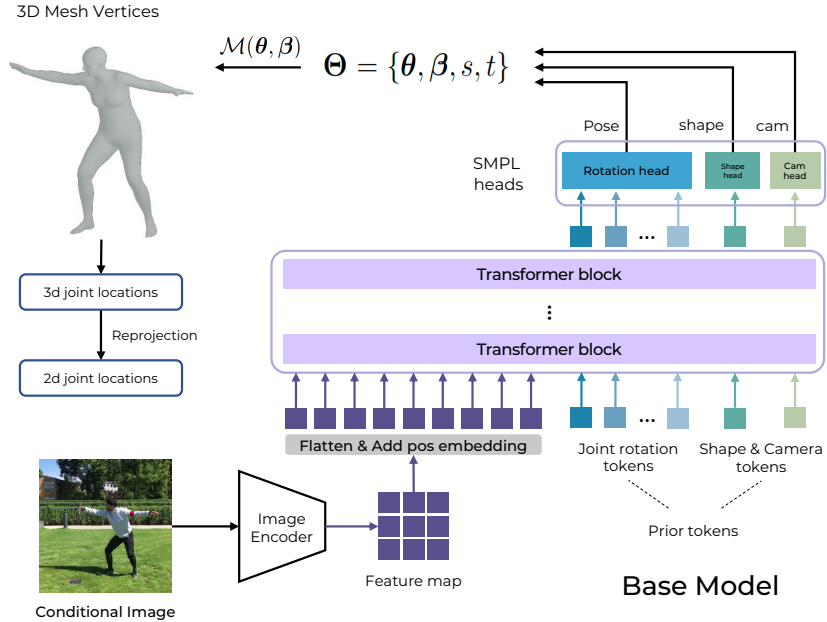 3D Mesh Vertices
ℳ(θ, β)
Θ = {θ, β, s, t}
Pose
shape
cam
SMPL
heads
Rotation head
Shape
head
Cam
head
...
Transformer block
⋮
Transformer block
3d joint locations
Reprojection
2d joint locations
...
Flatten & Add pos embedding
Joint rotation
tokens
Shape & Camera
tokens
Prior tokens
Image
Encoder
Feature map
Conditional Image
Base Model